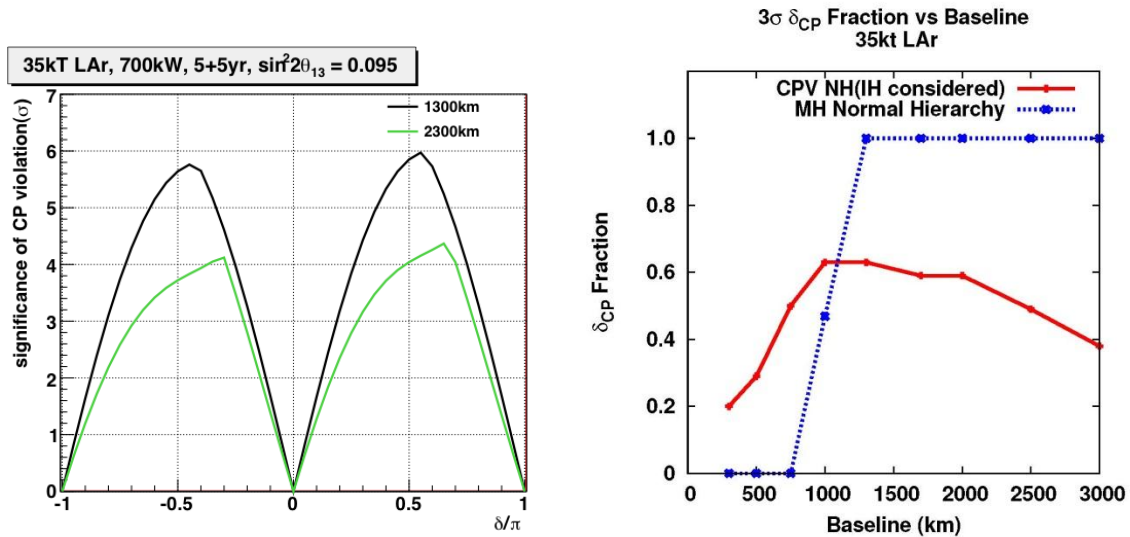 35kT LAr, 700kW, 5+5yr, sin²2θ₁₃ = 0.095
significance of CP violation(σ)
7
6
5
4
3
2
1
0
1300km
2300km
-1 -0.5 0 0.5 1
δ/π
3σ δCP Fraction vs Baseline
35kt LAr
CPV NH(IH considered)
MH Normal Hierarchy
δCP Fraction
1.0
0.8
0.6
0.4
0.2
0
0 500 1000 1500 2000 2500 3000
Baseline (km)